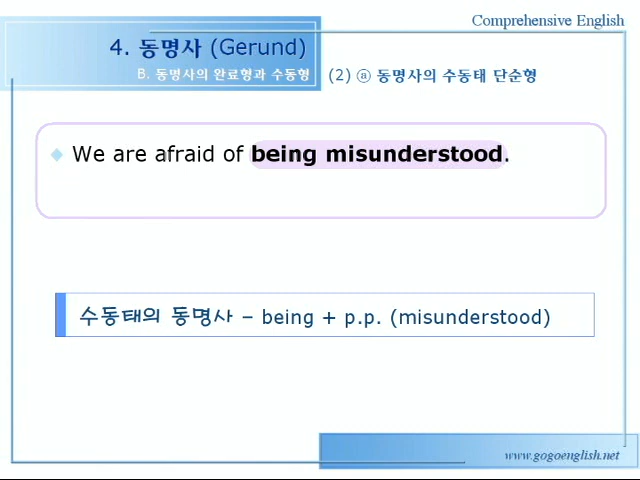 Comprehensive English
4. 동명사 (Gerund)
B. 동명사의 완료형과 수동형
(2) ⓐ 동명사의 수동태 단순형
We are afraid of being misunderstood.
수동태의 동명사 – being + p.p. (misunderstood)
www.gogoenglish.net